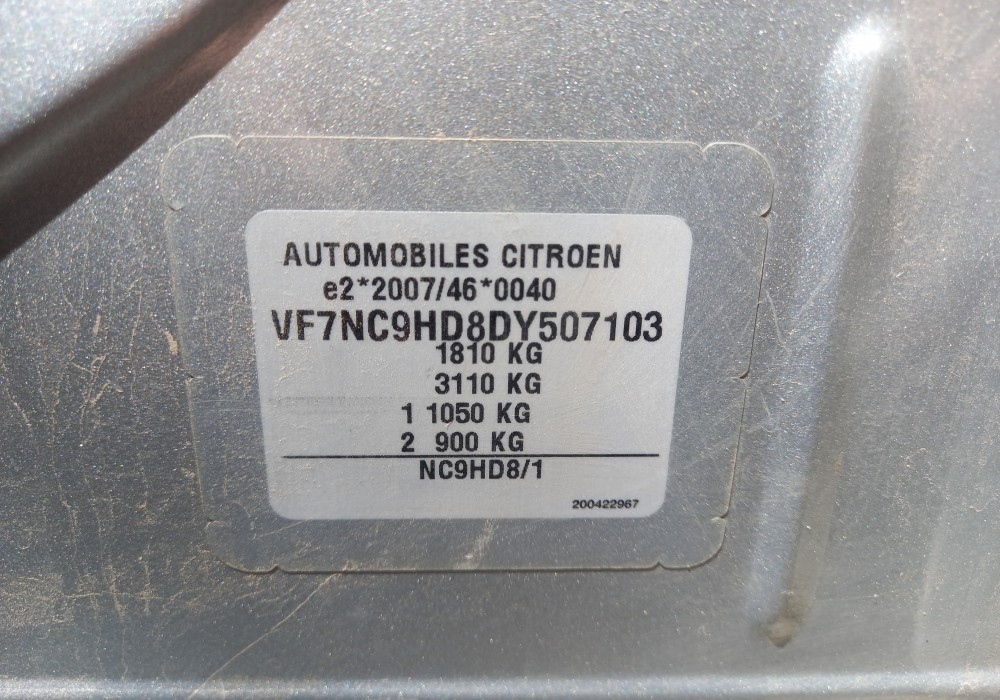 AUTOMOBILES CITROEN
e2*2007/46*0040
VF7NC9HD8DY507103
1810 KG
3110 KG
1 1050 KG
2 900 KG
NC9HD8/1
200422967